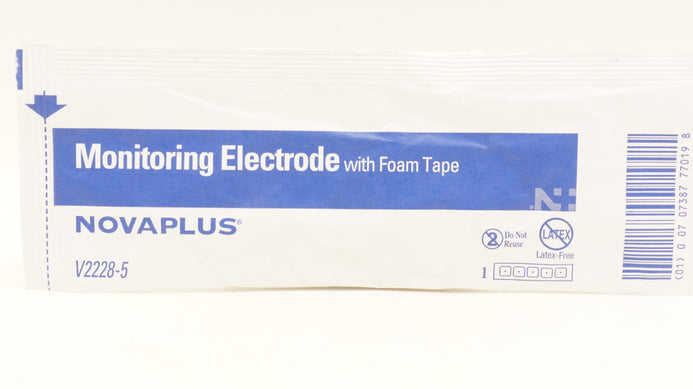 Monitoring Electrode with Foam Tape
NOVAPLUS®
V2228-5
2 Do Not
Reuse
LATEX
Latex-Free
1
(01) 0 07 07387 77019 8